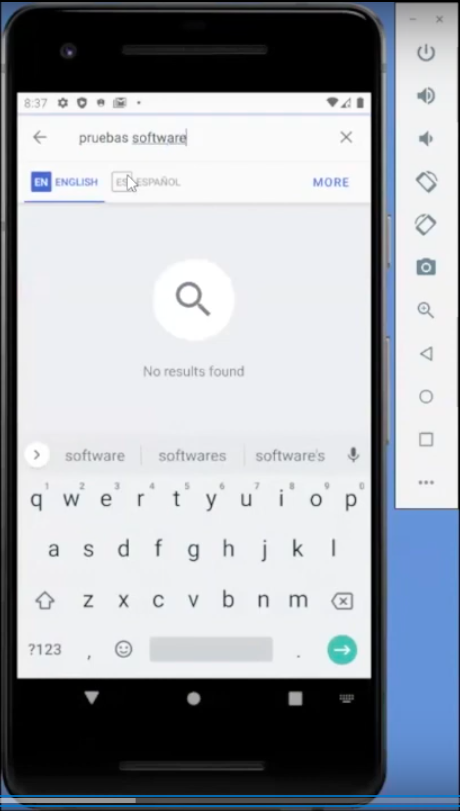 8:37
pruebas software
EN ENGLISH ES ESPAÑOL MORE
No results found
software softwares software's
1 2 3 4 5 6 7 8 9 0
q w e r t y u i o p
a s d f g h j k l
z x c v b n m
?123 , .